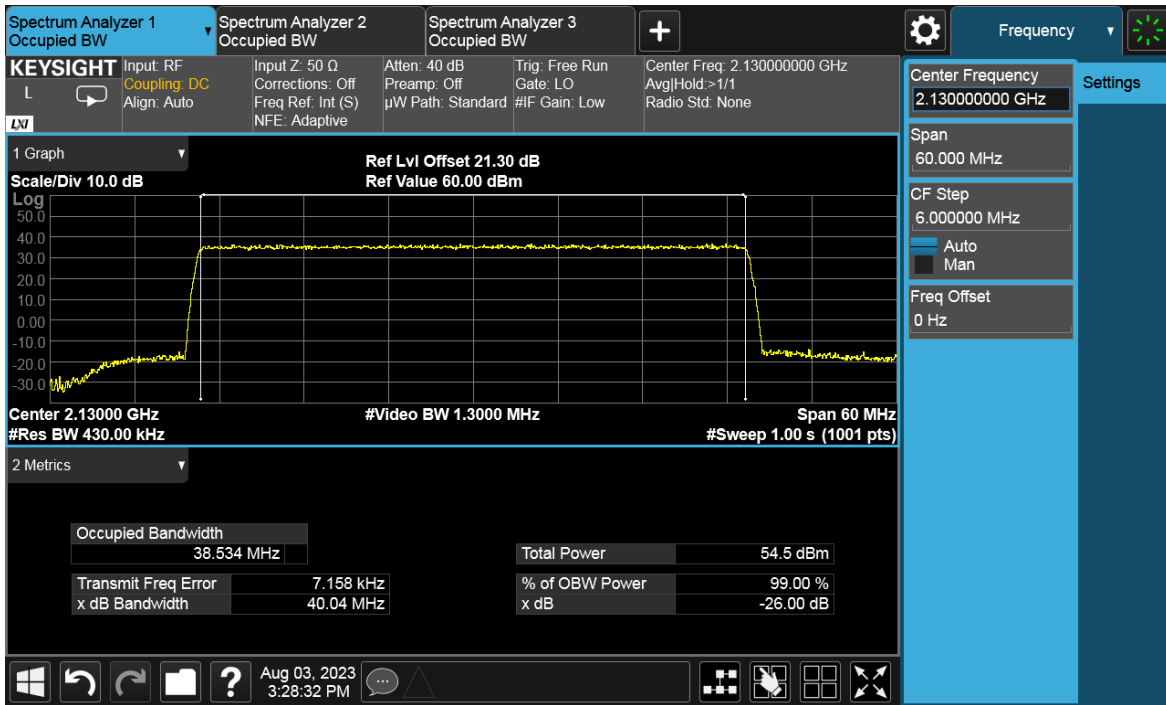 Spectrum Analyzer 1
Occupied BW
Spectrum Analyzer 2
Occupied BW
Spectrum Analyzer 3
Occupied BW
Frequency
KEYSIGHT
L
LXI
Input: RF
Coupling: DC
Align: Auto
Input Z: 50 Ω
Corrections: Off
Freq Ref: Int (S)
NFE: Adaptive
Atten: 40 dB
Preamp: Off
µW Path: Standard
Trig: Free Run
Gate: LO
#IF Gain: Low
Center Freq: 2.130000000 GHz
Avg|Hold:>1/1
Radio Std: None
Center Frequency
2.130000000 GHz
Settings
Span
60.000 MHz
CF Step
6.000000 MHz
Auto
Man
Freq Offset
0 Hz
1 Graph
Scale/Div 10.0 dB
Ref Lvl Offset 21.30 dB
Ref Value 60.00 dBm
Log
50.0
40.0
30.0
20.0
10.0
0.00
-10.0
-20.0
-30.0
Center 2.13000 GHz
#Video BW 1.3000 MHz
Span 60 MHz
#Res BW 430.00 kHz
#Sweep 1.00 s (1001 pts)
2 Metrics
Occupied Bandwidth
38.534 MHz
Total Power 54.5 dBm
Transmit Freq Error 7.158 kHz
% of OBW Power 99.00 %
x dB Bandwidth 40.04 MHz
x dB -26.00 dB
?
Aug 03, 2023
3:28:32 PM